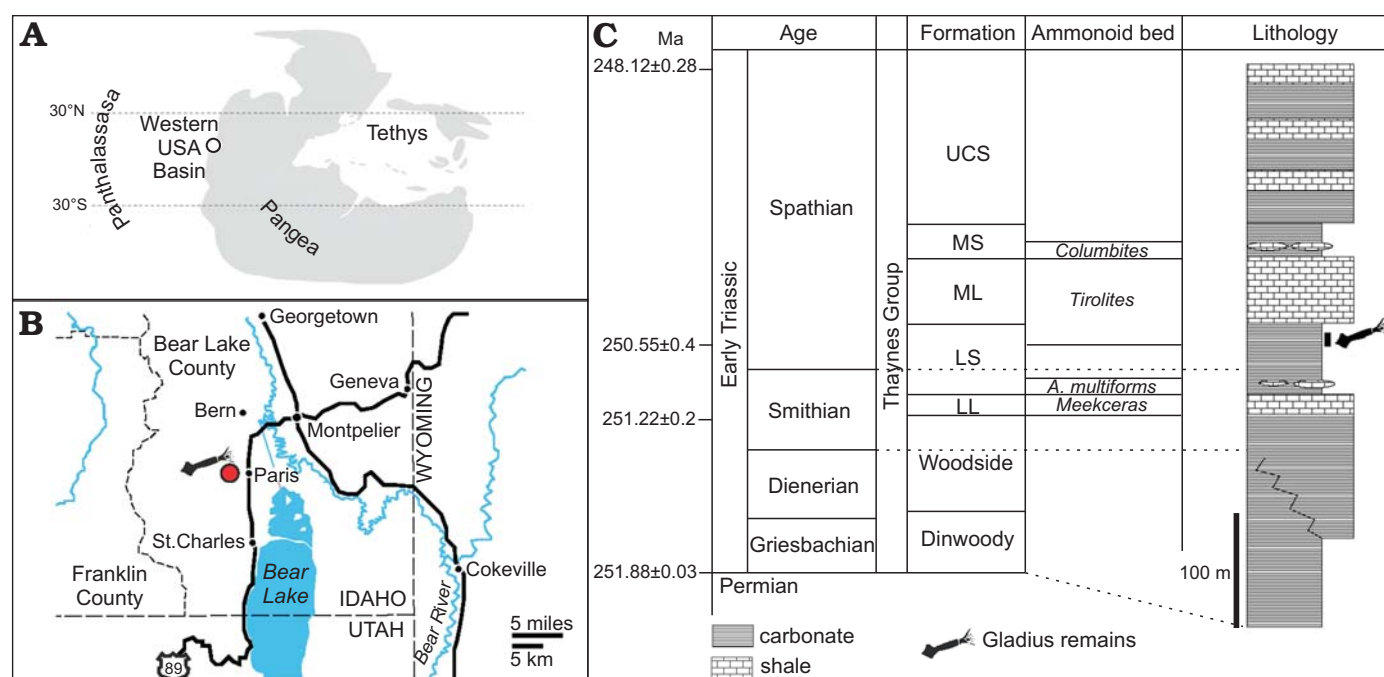 A
30°N
Western
USA
Basin
Tethys
Panthalassasa
30°S
Pangea
B
Georgetown
Bear Lake
County
Geneva
WYOMING
Bern
Montpelier
Paris
St.Charles
Franklin
County
Bear
Lake
Cokeville
IDAHO
UTAH
Bear River
5 miles
5 km
89
C
Ma
Age
Formation
Ammonoid bed
Lithology
248.12±0.28
250.55±0.4
251.22±0.2
251.88±0.03
Early Triassic
Spathian
Smithian
Dienerian
Griesbachian
Permian
Thaynes Group
UCS
MS
ML
LS
LL
Woodside
Dinwoody
Columbites
Tirolites
A. multiforms
Meekceras
100 m
carbonate
shale
Gladius remains